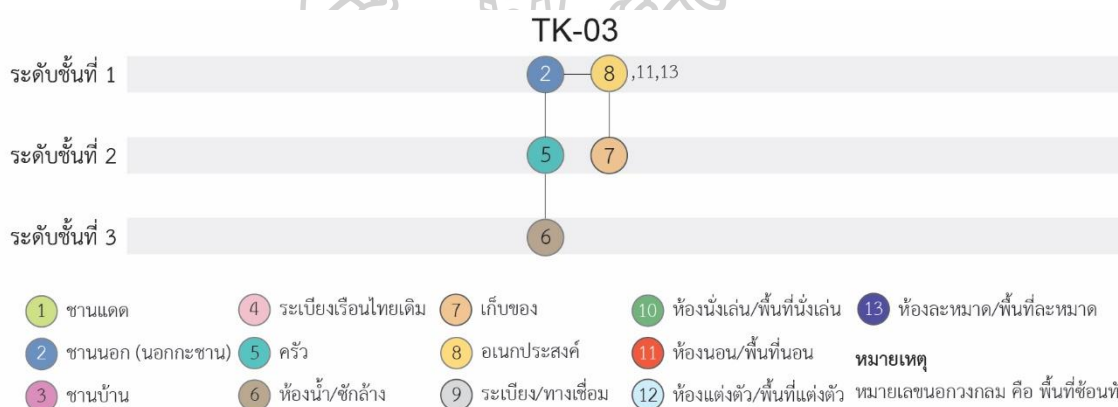 TK-03
ระดับชั้นที่ 1
2
8
,11,13
ระดับชั้นที่ 2
5
7
ระดับชั้นที่ 3
6
1 ชานแดด
4 ระเบียงเรือนไทยเดิม
7 เก็บของ
10 ห้องนั่งเล่น/พื้นที่นั่งเล่น
13 ห้องละหมาด/พื้นที่ละหมาด
2 ชานนอก (นอกกะชาน)
5 ครัว
8 อเนกประสงค์
11 ห้องนอน/พื้นที่นอน
หมายเหตุ
3 ชานบ้าน
6 ห้องน้ำ/ซักล้าง
9 ระเบียง/ทางเชื่อม
12 ห้องแต่งตัว/พื้นที่แต่งตัว
หมายเลขนอกวงกลม คือ พื้นที่ซ้อนทั